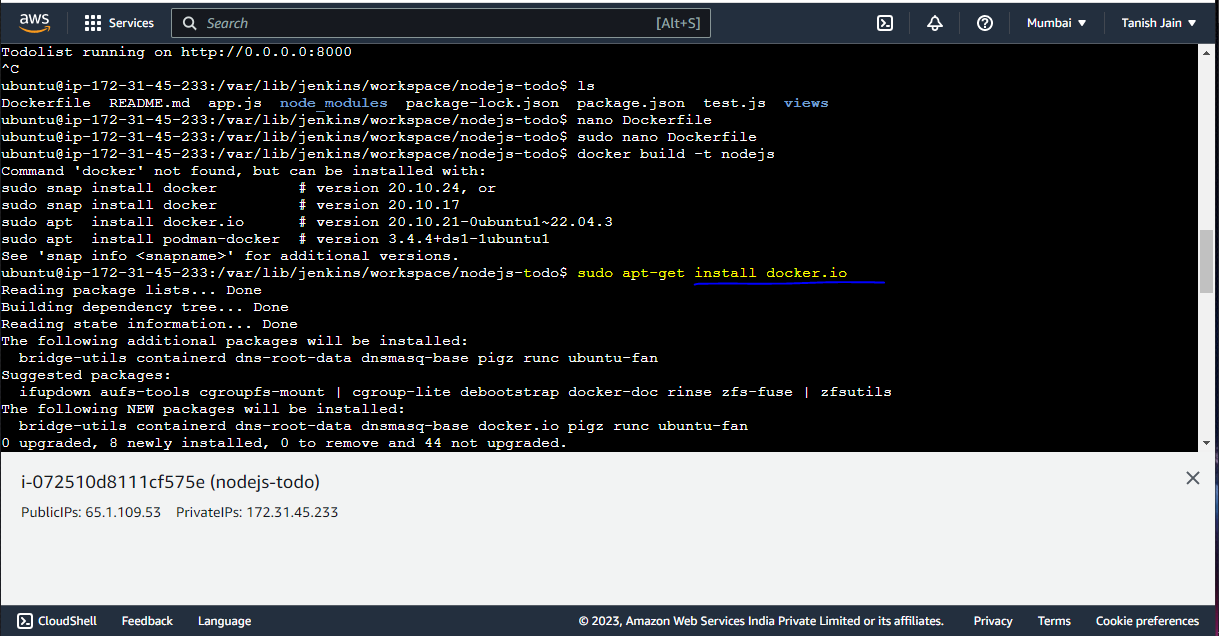 aws Services Search [Alt+S] Mumbai Tanish Jain
Todolist running on http://0.0.0.0:8000
^C
ubuntu@ip-172-31-45-233:/var/lib/jenkins/workspace/nodejs-todo$ ls
Dockerfile  README.md  app.js  node_modules  package-lock.json  package.json  test.js  views
ubuntu@ip-172-31-45-233:/var/lib/jenkins/workspace/nodejs-todo$ nano Dockerfile
ubuntu@ip-172-31-45-233:/var/lib/jenkins/workspace/nodejs-todo$ sudo nano Dockerfile
ubuntu@ip-172-31-45-233:/var/lib/jenkins/workspace/nodejs-todo$ docker build -t nodejs
Command 'docker' not found, but can be installed with:
sudo snap install docker         # version 20.10.24, or
sudo snap install docker         # version 20.10.17
sudo apt  install docker.io      # version 20.10.21-0ubuntu1~22.04.3
sudo apt  install podman-docker  # version 3.4.4+ds1-1ubuntu1
See 'snap info <snapname>' for additional versions.
ubuntu@ip-172-31-45-233:/var/lib/jenkins/workspace/nodejs-todo$ sudo apt-get install docker.io
Reading package lists... Done
Building dependency tree... Done
Reading state information... Done
The following additional packages will be installed:
  bridge-utils containerd dns-root-data dnsmasq-base pigz runc ubuntu-fan
Suggested packages:
  ifupdown aufs-tools cgroupfs-mount | cgroup-lite debootstrap docker-doc rinse zfs-fuse | zfsutils
The following NEW packages will be installed:
  bridge-utils containerd dns-root-data dnsmasq-base docker.io pigz runc ubuntu-fan
0 upgraded, 8 newly installed, 0 to remove and 44 not upgraded.
i-072510d8111cf575e (nodejs-todo)
PublicIPs: 65.1.109.53 PrivateIPs: 172.31.45.233
CloudShell Feedback Language © 2023, Amazon Web Services India Private Limited or its affiliates. Privacy Terms Cookie preferences